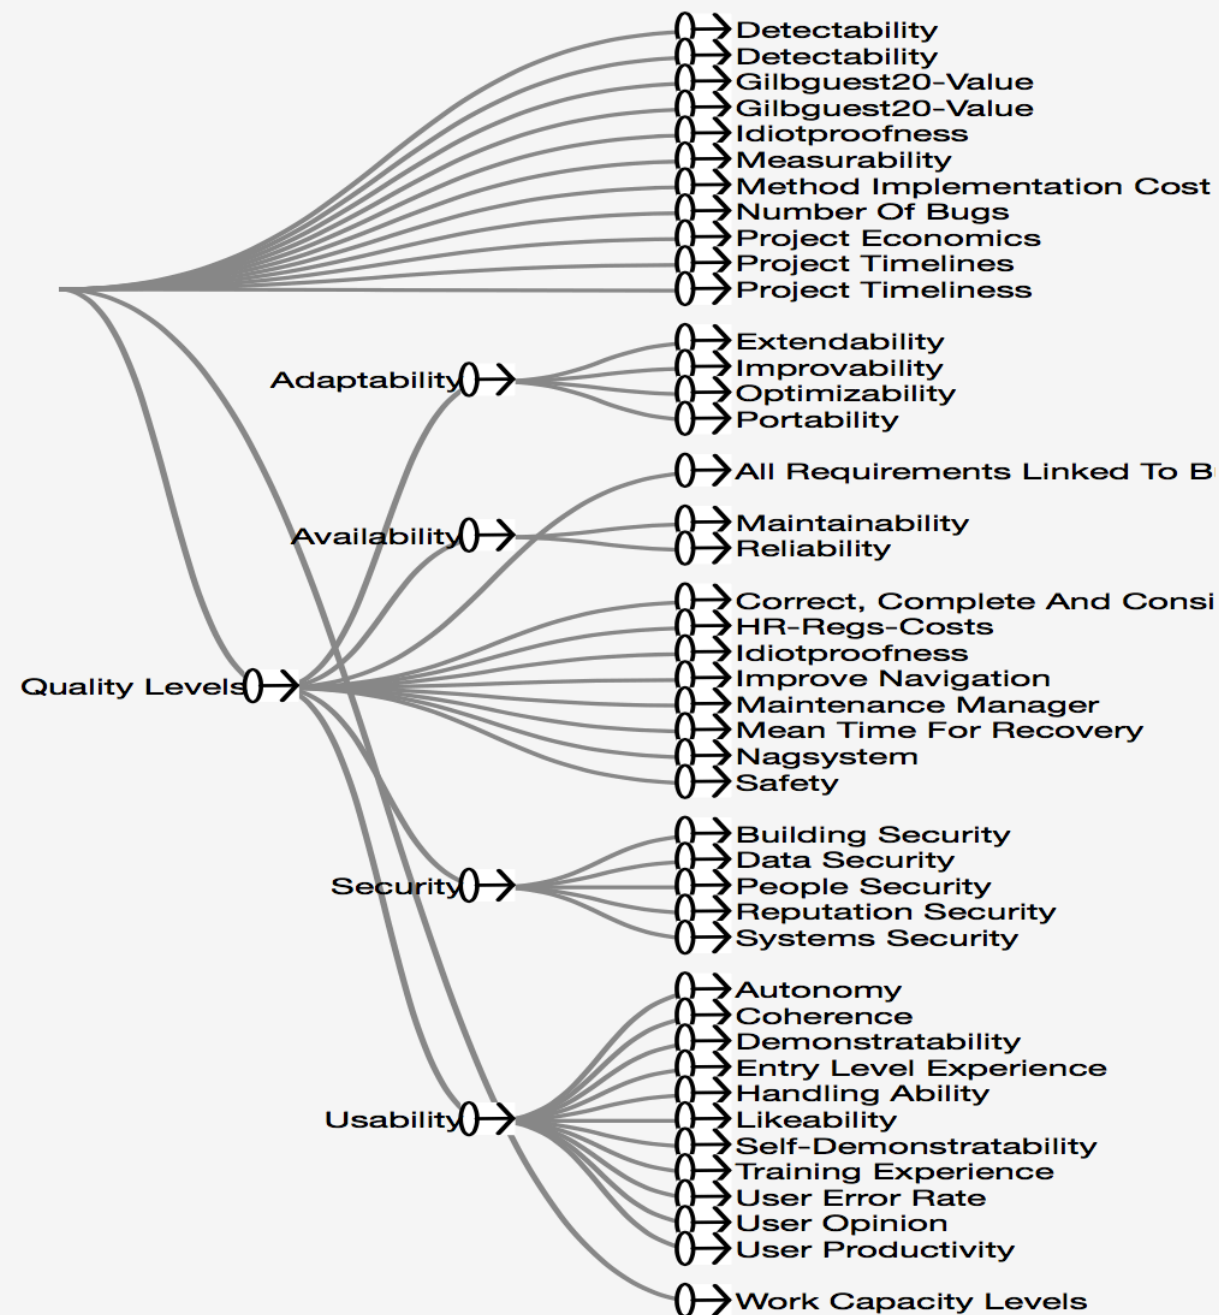 Detectability
Detectability
Gilbguest20-Value
Gilbguest20-Value
Idiotproofness
Measurability
Method Implementation Cost
Number Of Bugs
Project Economics
Project Timelines
Project Timeliness
Adaptability
Extendability
Improvability
Optimizability
Portability
All Requirements Linked To B
Availability
Maintainability
Reliability
Quality Levels
Correct, Complete And Consi
HR-Regs-Costs
Idiotproofness
Improve Navigation
Maintenance Manager
Mean Time For Recovery
Nagsystem
Safety
Security
Building Security
Data Security
People Security
Reputation Security
Systems Security
Usability
Autonomy
Coherence
Demonstratability
Entry Level Experience
Handling Ability
Likeability
Self-Demonstratability
Training Experience
User Error Rate
User Opinion
User Productivity
Work Capacity Levels